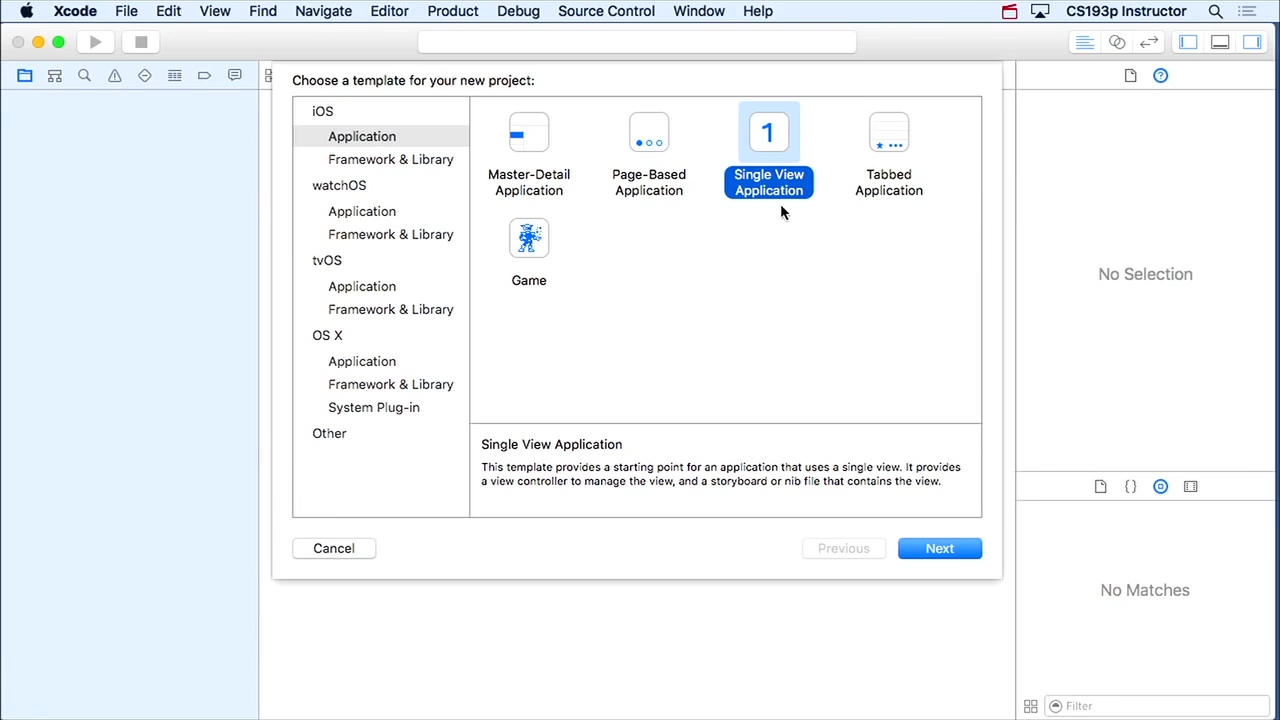 Xcode File Edit View Find Navigate Editor Product Debug Source Control Window Help CS193p Instructor
Choose a template for your new project:
iOS
Application
Framework & Library
watchOS
Application
Framework & Library
tvOS
Application
Framework & Library
OS X
Application
Framework & Library
System Plug-in
Other
Master-Detail
Application
Page-Based
Application
1
Single View
Application
Tabbed
Application
Game
Single View Application
This template provides a starting point for an application that uses a single view. It provides
a view controller to manage the view, and a storyboard or nib file that contains the view.
Cancel
Previous
Next
No Selection
{}
No Matches
Filter